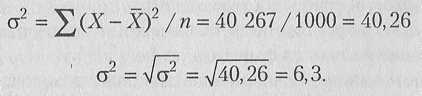 σ² = ∑(X − X̄)² / n = 40 267 / 1000 = 40,26
σ² = √σ² = √40,26 = 6,3.